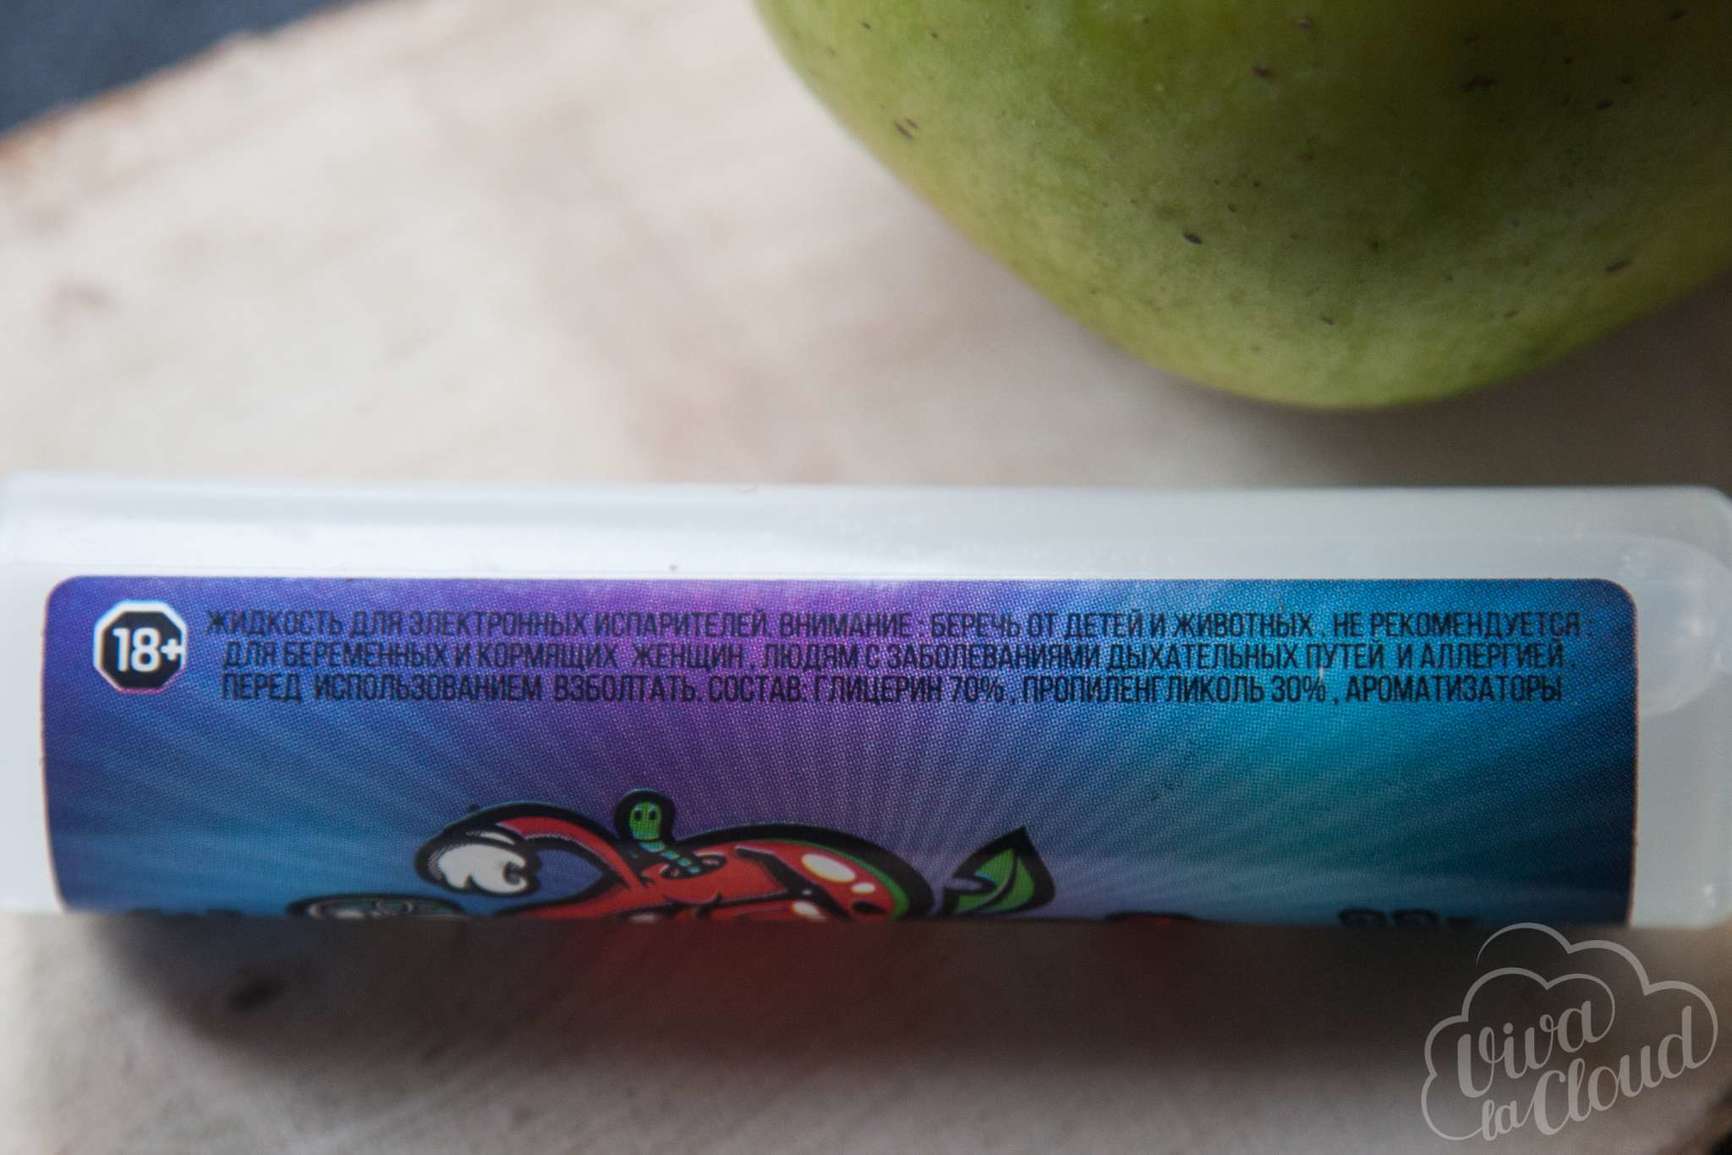 18+
ЖИДКОСТЬ ДЛЯ ЭЛЕКТРОННЫХ ИСПАРИТЕЛЕЙ. ВНИМАНИЕ : БЕРЕЧЬ ОТ ДЕТЕЙ И ЖИВОТНЫХ . НЕ РЕКОМЕНДУЕТСЯ .
ДЛЯ БЕРЕМЕННЫХ И КОРМЯЩИХ ЖЕНЩИН , ЛЮДЯМ С ЗАБОЛЕВАНИЯМИ ДЫХАТЕЛЬНЫХ ПУТЕЙ И АЛЛЕРГИЕЙ .
ПЕРЕД ИСПОЛЬЗОВАНИЕМ ВЗБОЛТАТЬ. СОСТАВ: ГЛИЦЕРИН 70% , ПРОПИЛЕНГЛИКОЛЬ 30% , АРОМАТИЗАТОРЫ
Viva
la Cloud